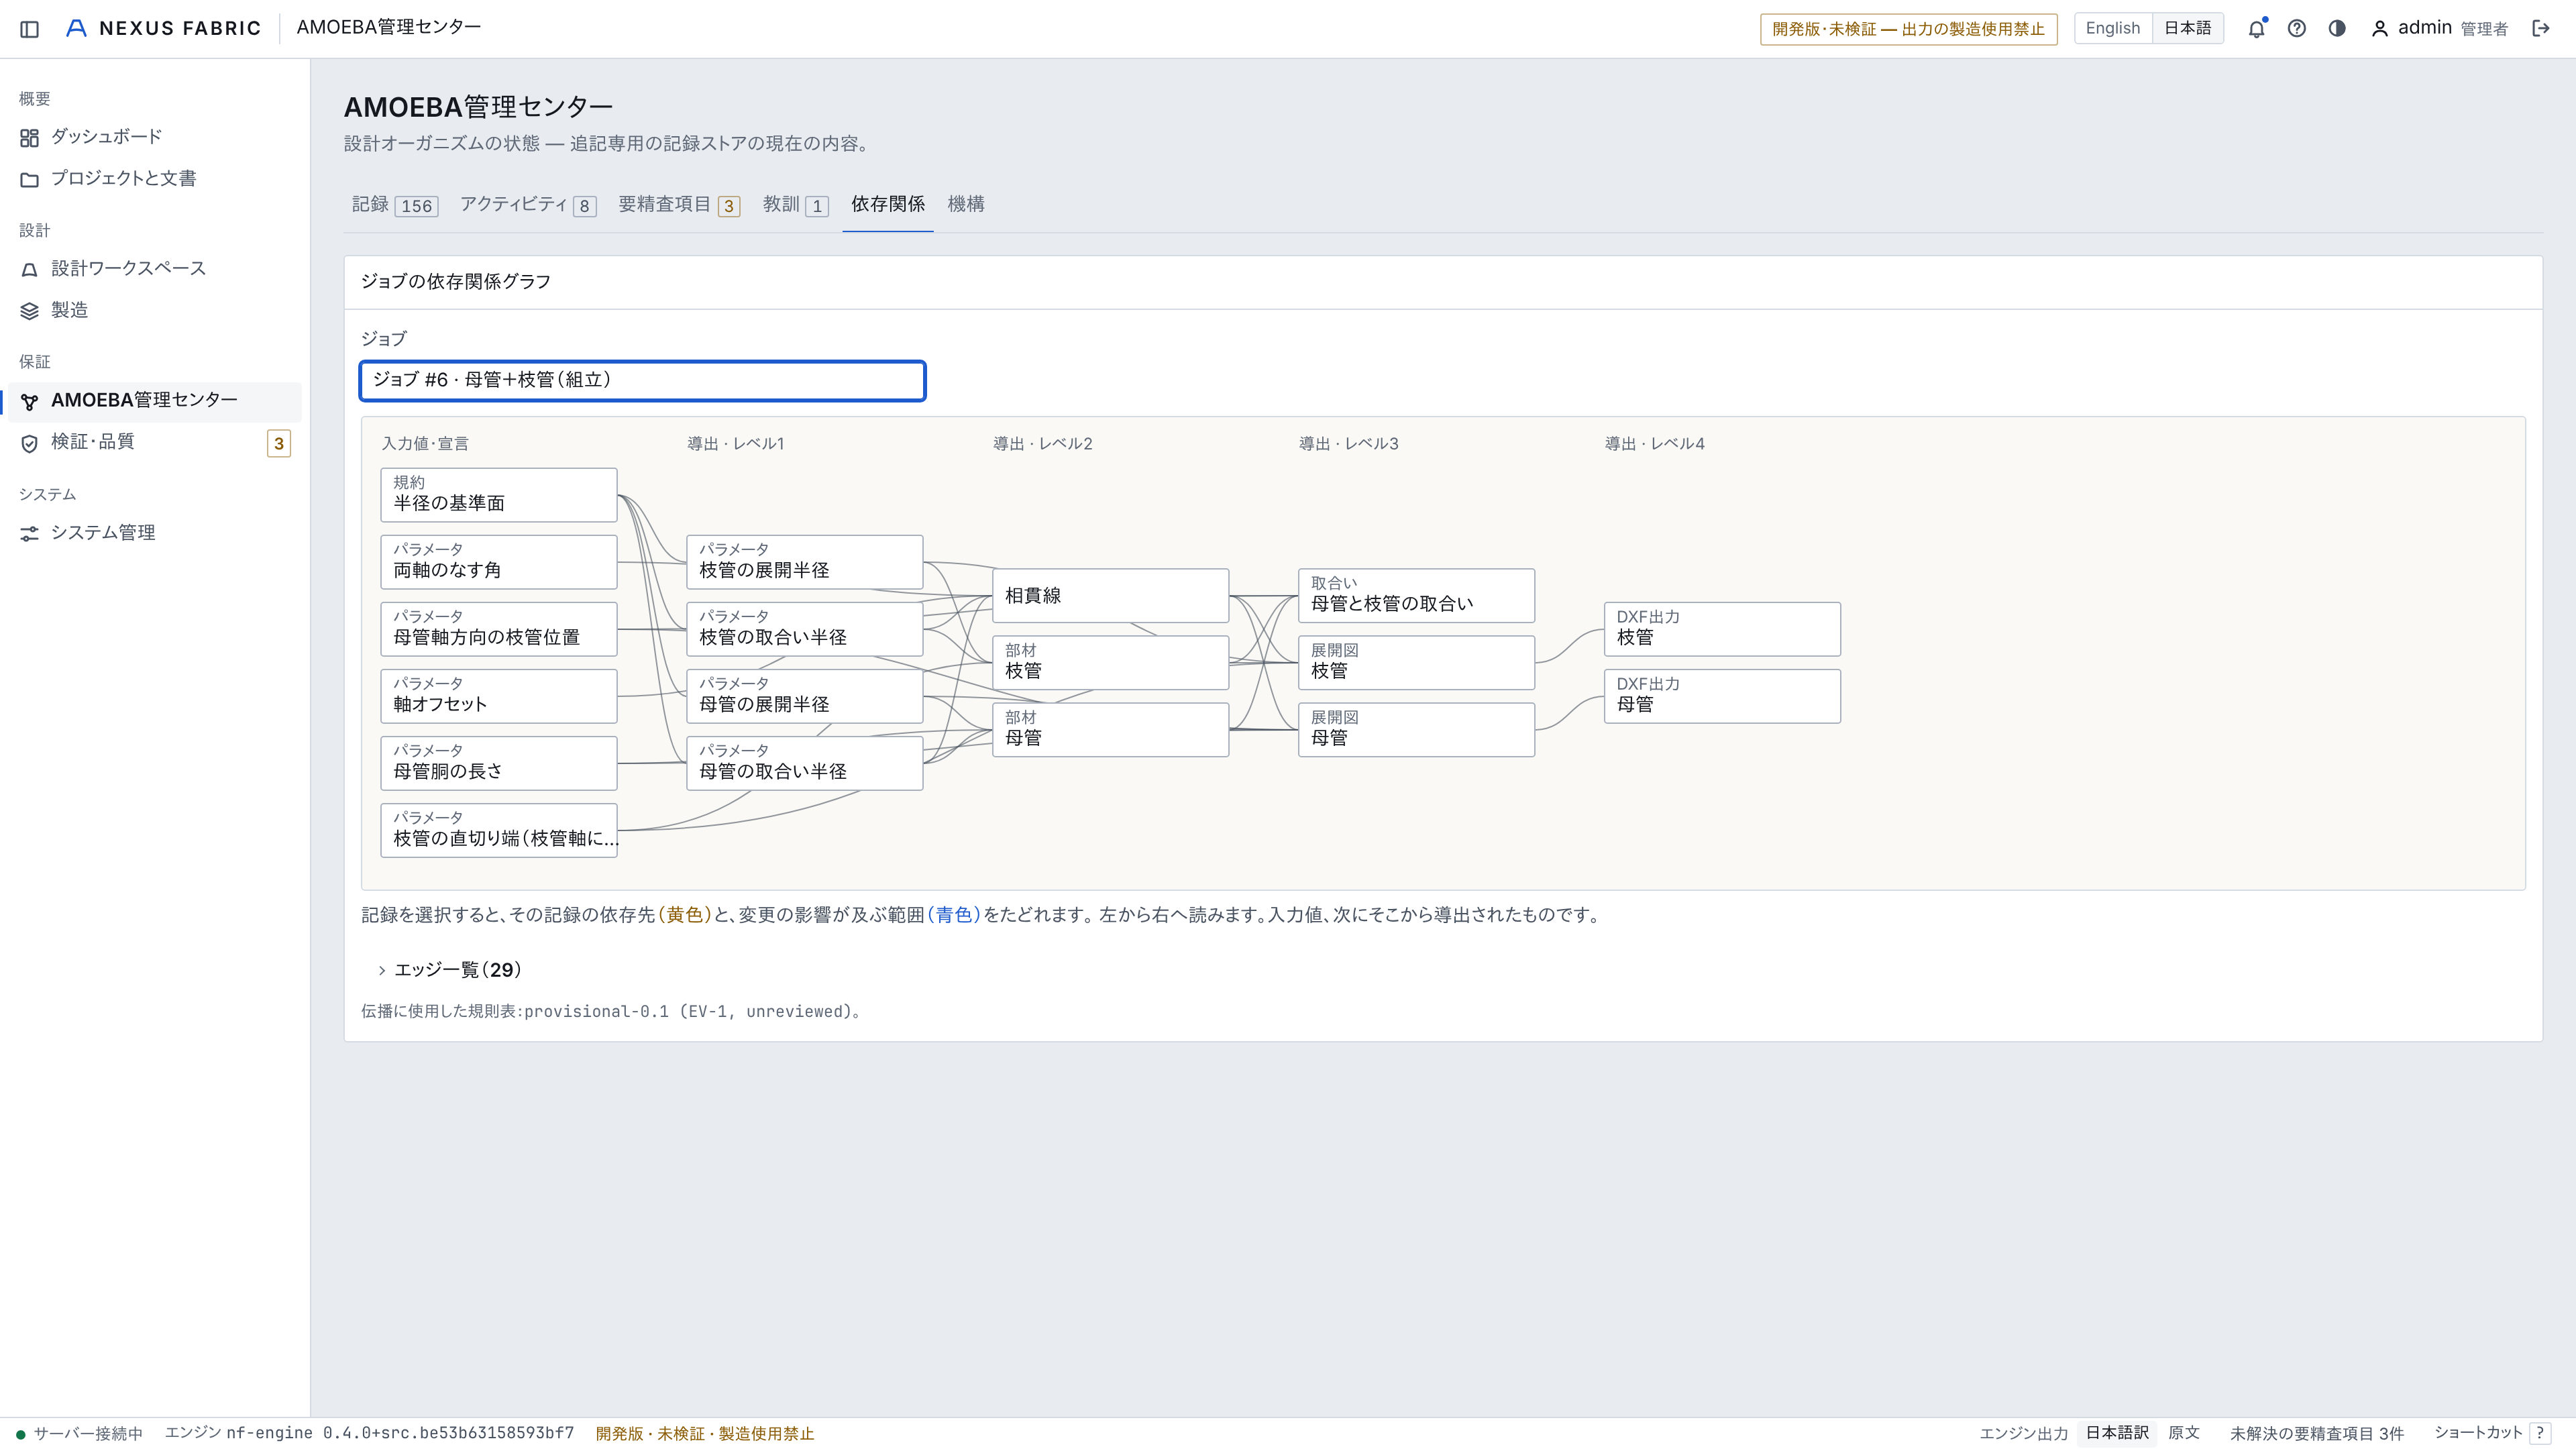 NEXUS FABRIC
AMOEBA管理センター
開発版·未検証 — 出力の製造使用禁止
English
日本語
admin 管理者
概要
ダッシュボード
プロジェクトと文書
設計
設計ワークスペース
製造
保証
AMOEBA管理センター
検証·品質
3
システム
システム管理
AMOEBA管理センター
設計オーガニズムの状態 — 追記専用の記録ストアの現在の内容。
記録 156
アクティビティ 8
要精査項目 3
教訓 1
依存関係
機構
ジョブの依存関係グラフ
ジョブ
ジョブ #6 · 母管＋枝管（組立）
入力値·宣言
導出 · レベル1
導出 · レベル2
導出 · レベル3
導出 · レベル4
規約
半径の基準面
パラメータ
両軸のなす角
パラメータ
母管軸方向の枝管位置
パラメータ
軸オフセット
パラメータ
母管胴の長さ
パラメータ
枝管の直切り端（枝管軸に…
パラメータ
枝管の展開半径
パラメータ
枝管の取合い半径
パラメータ
母管の展開半径
パラメータ
母管の取合い半径
相貫線
部材
枝管
部材
母管
取合い
母管と枝管の取合い
展開図
枝管
展開図
母管
DXF出力
枝管
DXF出力
母管
記録を選択すると、その記録の依存先（黄色）と、変更の影響が及ぶ範囲（青色）をたどれます。 左から右へ読みます。入力値、次にそこから導出されたものです。
エッジ一覧（29）
伝播に使用した規則表:provisional-0.1 (EV-1, unreviewed)。
サーバー接続中
エンジン nf-engine 0.4.0+src.be53b63158593bf7
開発版 · 未検証 · 製造使用禁止
エンジン出力
日本語訳
原文
未解決の要精査項目 3件
ショートカット ?